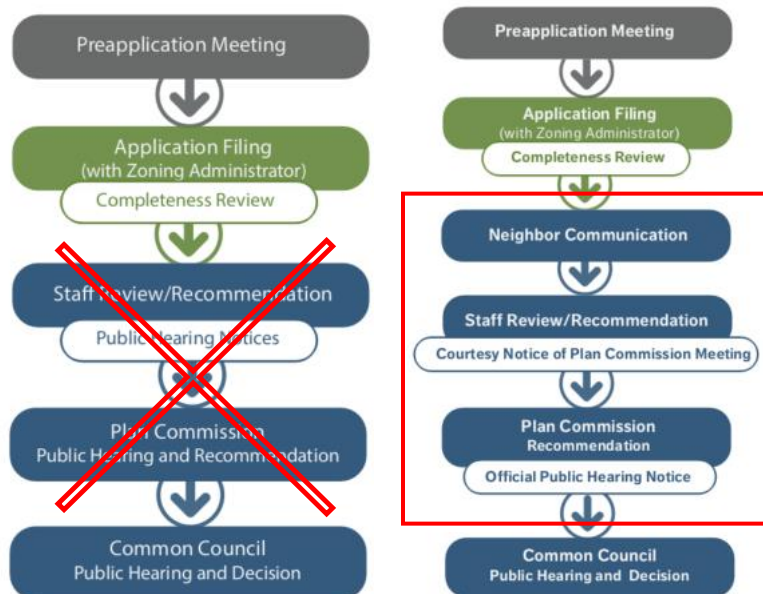 Preapplication Meeting
Application Filing
(with Zoning Administrator)
Completeness Review
Staff Review/Recommendation
Public Hearing Notices
Plan Commission
Public Hearing and Recommendation
Common Council
Public Hearing and Decision
Preapplication Meeting
Application Filing
(with Zoning Administrator)
Completeness Review
Neighbor Communication
Staff Review/Recommendation
Courtesy Notice of Plan Commission Meeting
Plan Commission
Recommendation
Official Public Hearing Notice
Common Council
Public Hearing and Decision